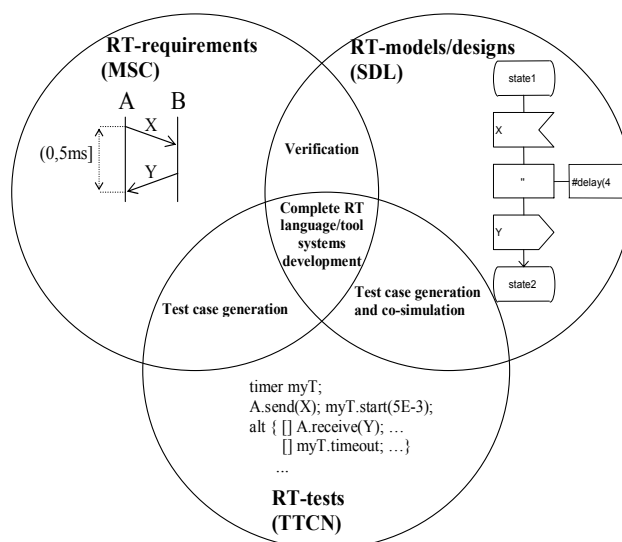 RT-requirements
(MSC)
A B
X
(0,5ms]
Y
RT-models/designs
(SDL)
state1
X
"
#delay(4
Y
state2
Verification
Complete RT
language/tool
systems
development
Test case generation
Test case generation
and co-simulation
timer myT;
A.send(X); myT.start(5E-3);
alt { [] A.receive(Y); …
[] myT.timeout; …}
...
RT-tests
(TTCN)